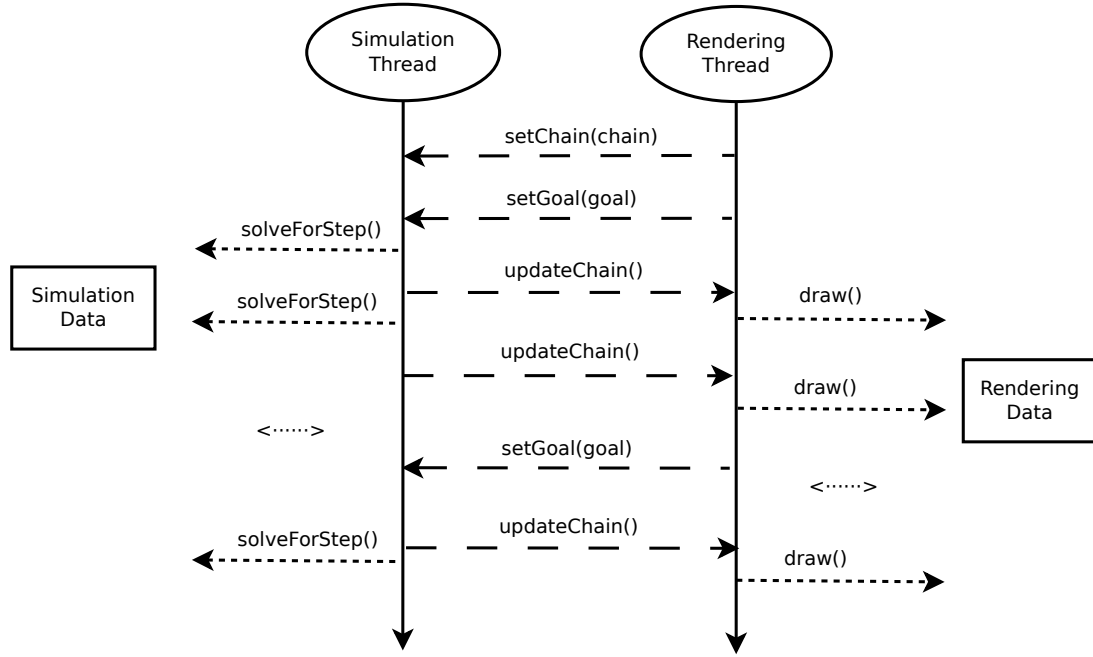 Simulation
Thread
Rendering
Thread
setChain(chain)
setGoal(goal)
solveForStep()
updateChain()
Simulation
Data
solveForStep()
draw()
updateChain()
draw()
Rendering
Data
<······>
setGoal(goal)
<······>
solveForStep()
updateChain()
draw()